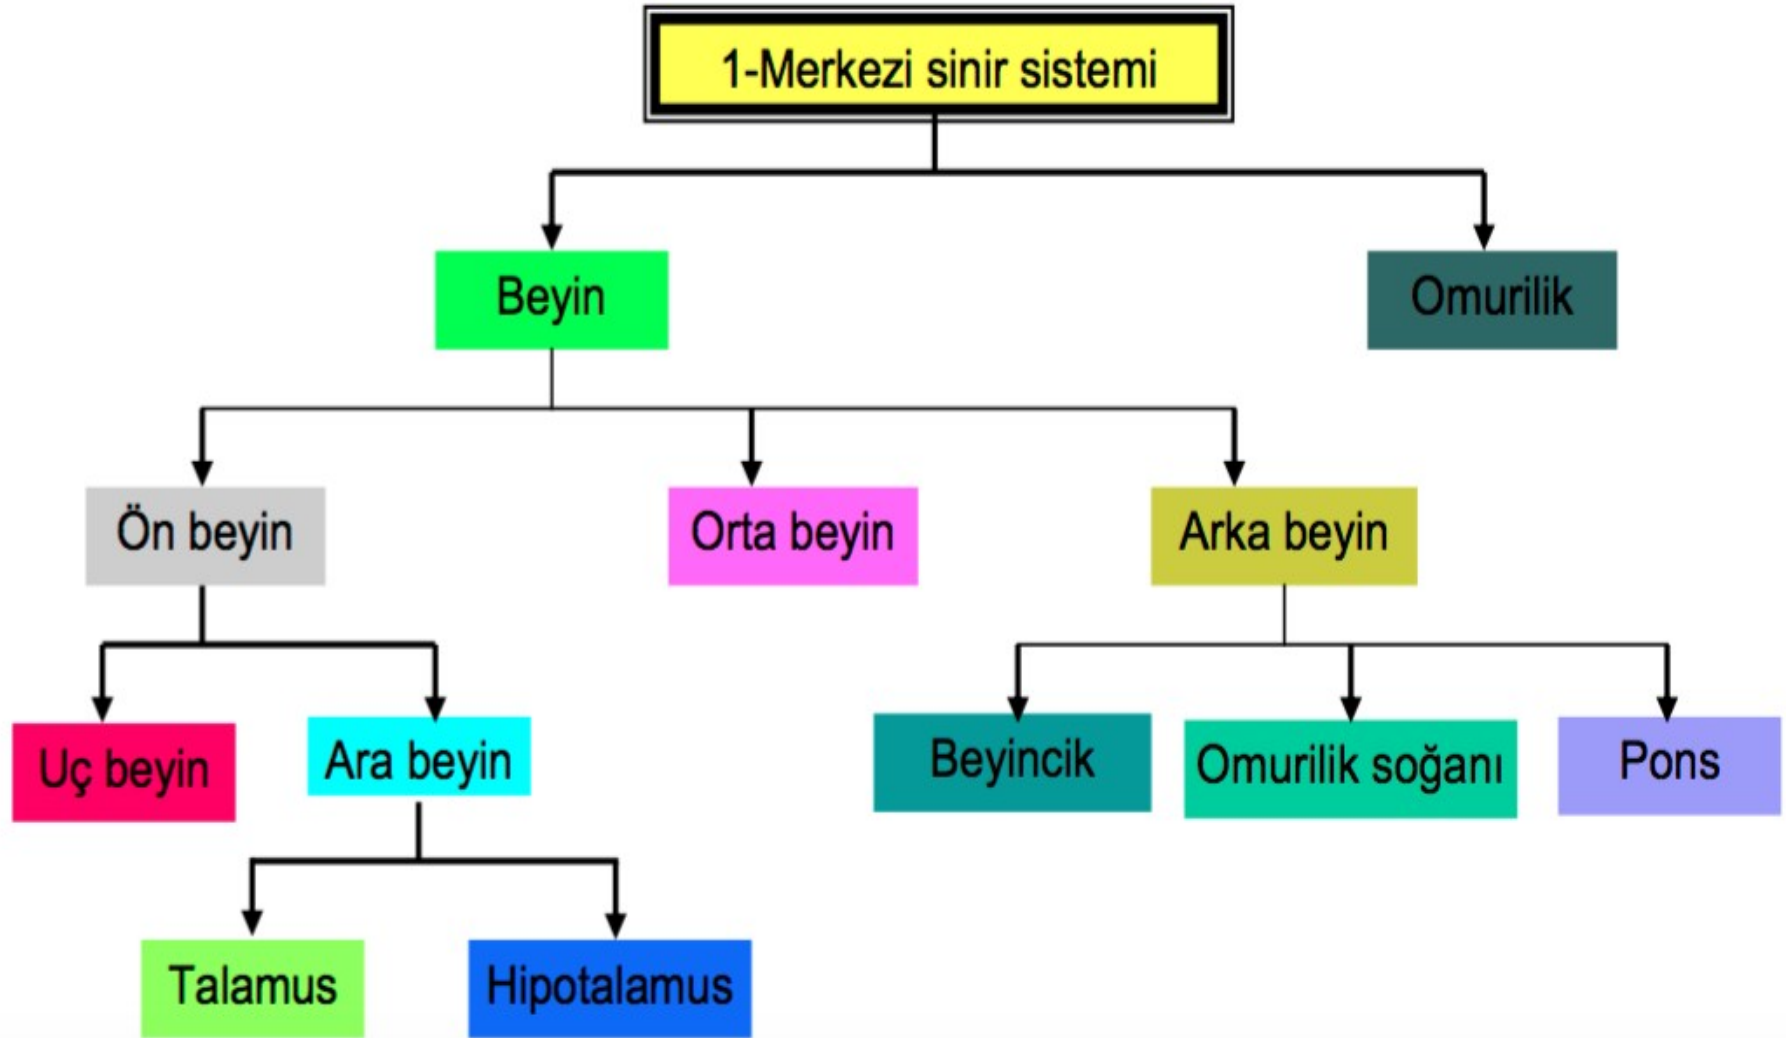 1-Merkezi sinir sistemi
Beyin
Omurilik
Ön beyin
Orta beyin
Arka beyin
Uç beyin
Ara beyin
Beyincik
Omurilik soğanı
Pons
Talamus
Hipotalamus